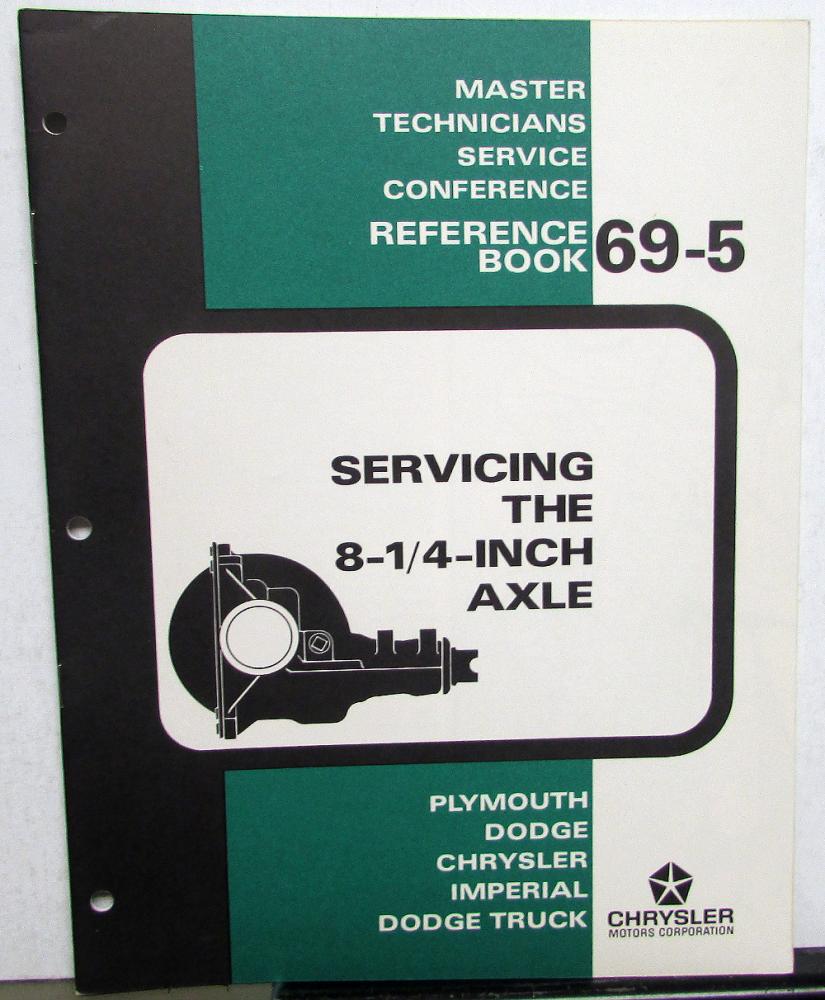 MASTER
TECHNICIANS
SERVICE
CONFERENCE
REFERENCE
BOOK 69-5
SERVICING
THE
8-1/4-INCH
AXLE
PLYMOUTH
DODGE
CHRYSLER
IMPERIAL
DODGE TRUCK
CHRYSLER
MOTORS CORPORATION